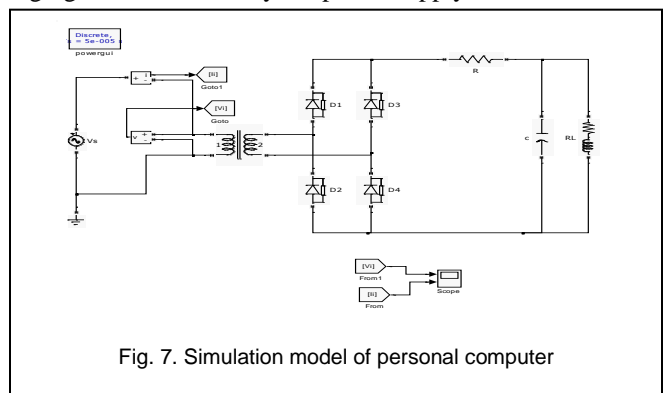 Discrete,
= 5e-005
powergui
[Ii]
Goto1
[Vi]
Goto
Vs
1
2
D1
D3
D2
D4
R
c
RL
[Vi]
From1
[Ii]
From
Scope
Fig. 7. Simulation model of personal computer